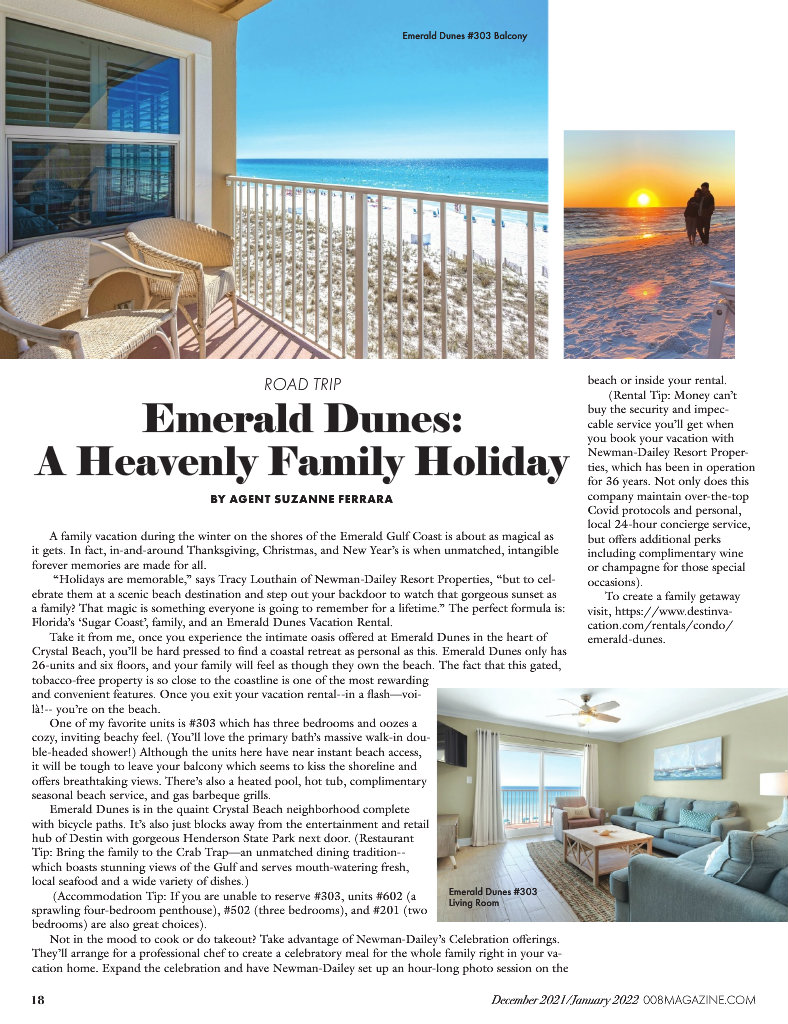 Emerald Dunes #303 Balcony
ROAD TRIP
Emerald Dunes:
A Heavenly Family Holiday
BY AGENT SUZANNE FERRARA
A family vacation during the winter on the shores of the Emerald Gulf Coast is about as magical as
it gets. In fact, in-and-around Thanksgiving, Christmas, and New Year's is when unmatched, intangible
forever memories are made for all.
"Holidays are memorable," says Tracy Louthain of Newman-Dailey Resort Properties, "but to cel-
ebrate them at a scenic beach destination and step out your backdoor to watch that gorgeous sunset as
a family? That magic is something everyone is going to remember for a lifetime." The perfect formula is:
Florida's 'Sugar Coast', family, and an Emerald Dunes Vacation Rental.
Take it from me, once you experience the intimate oasis offered at Emerald Dunes in the heart of
Crystal Beach, you'll be hard pressed to find a coastal retreat as personal as this. Emerald Dunes only has
26-units and six floors, and your family will feel as though they own the beach. The fact that this gated,
tobacco-free property is so close to the coastline is one of the most rewarding
and convenient features. Once you exit your vacation rental--in a flash—voi-
là!-- you're on the beach.
One of my favorite units is #303 which has three bedrooms and oozes a
cozy, inviting beachy feel. (You'll love the primary bath's massive walk-in dou-
ble-headed shower!) Although the units here have near instant beach access,
it will be tough to leave your balcony which seems to kiss the shoreline and
offers breathtaking views. There's also a heated pool, hot tub, complimentary
seasonal beach service, and gas barbeque grills.
Emerald Dunes is in the quaint Crystal Beach neighborhood complete
with bicycle paths. It's also just blocks away from the entertainment and retail
hub of Destin with gorgeous Henderson State Park next door. (Restaurant
Tip: Bring the family to the Crab Trap—an unmatched dining tradition--
which boasts stunning views of the Gulf and serves mouth-watering fresh,
local seafood and a wide variety of dishes.)
(Accommodation Tip: If you are unable to reserve #303, units #602 (a
sprawling four-bedroom penthouse), #502 (three bedrooms), and #201 (two
bedrooms) are also great choices).
Not in the mood to cook or do takeout? Take advantage of Newman-Dailey's Celebration offerings.
They'll arrange for a professional chef to create a celebratory meal for the whole family right in your va-
cation home. Expand the celebration and have Newman-Dailey set up an hour-long photo session on the
beach or inside your rental.
(Rental Tip: Money can't
buy the security and impec-
cable service you'll get when
you book your vacation with
Newman-Dailey Resort Proper-
ties, which has been in operation
for 36 years. Not only does this
company maintain over-the-top
Covid protocols and personal,
local 24-hour concierge service,
but offers additional perks
including complimentary wine
or champagne for those special
occasions).
To create a family getaway
visit, https://www.destinva-
cation.com/rentals/condo/
emerald-dunes.
Emerald Dunes #303
Living Room
18
December 2021/January 2022 008MAGAZINE.COM